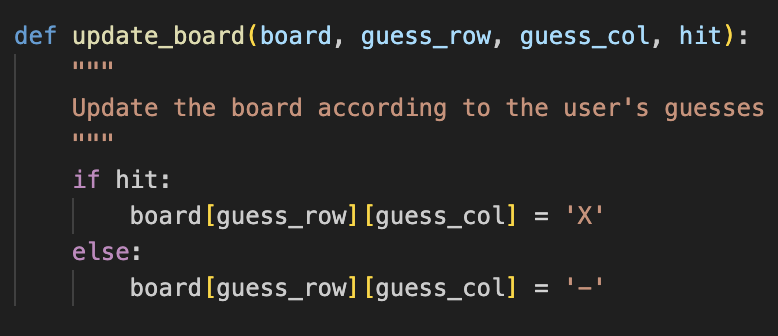 def update_board(board, guess_row, guess_col, hit):
    """
    Update the board according to the user's guesses
    """
    if hit:
        board[guess_row][guess_col] = 'X'
    else:
        board[guess_row][guess_col] = '-'